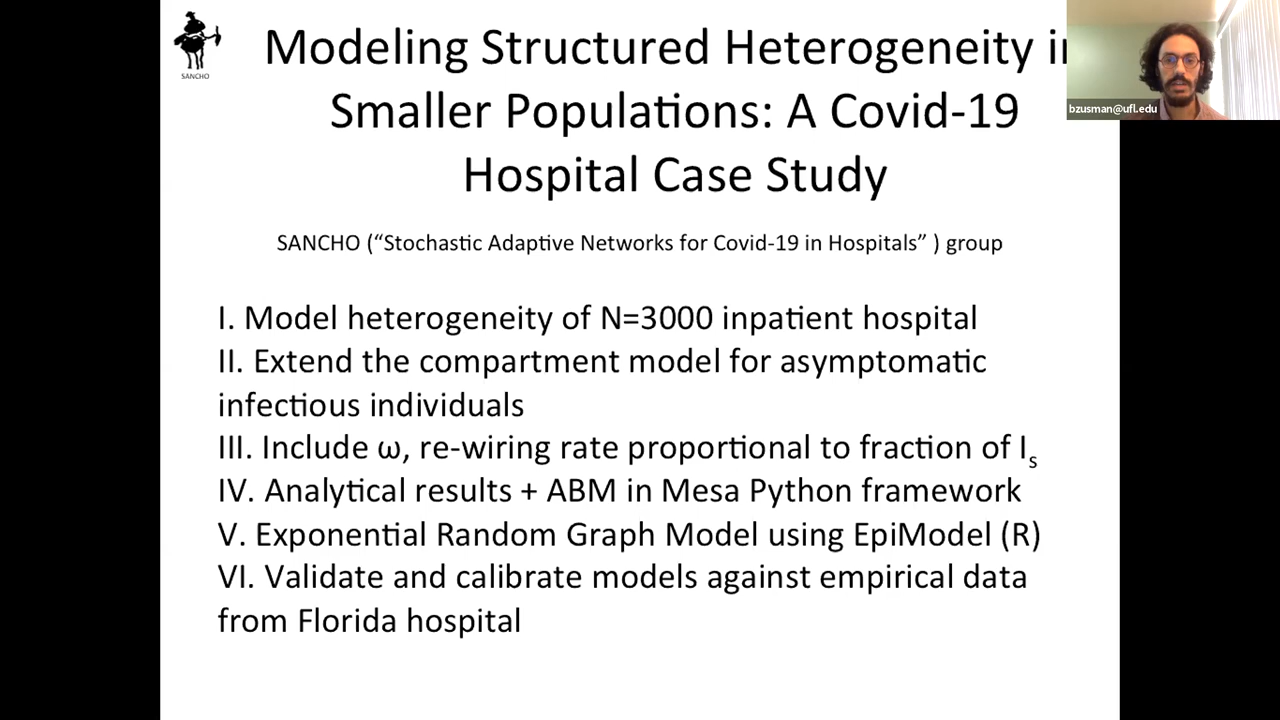 SANCHO
Modeling Structured Heterogeneity in
Smaller Populations: A Covid-19
Hospital Case Study
bzusman@ufl.edu
SANCHO (“Stochastic Adaptive Networks for Covid-19 in Hospitals” ) group
I. Model heterogeneity of N=3000 inpatient hospital
II. Extend the compartment model for asymptomatic
infectious individuals
III. Include ω, re-wiring rate proportional to fraction of Is
IV. Analytical results + ABM in Mesa Python framework
V. Exponential Random Graph Model using EpiModel (R)
VI. Validate and calibrate models against empirical data
from Florida hospital